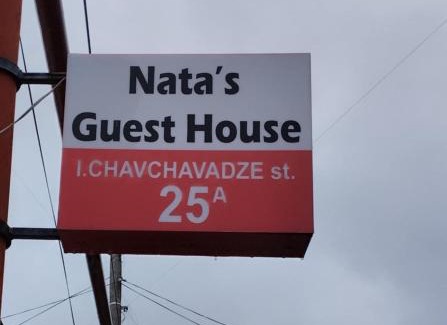 Nata's
Guest House
I.CHAVCHAVADZE st.
25A